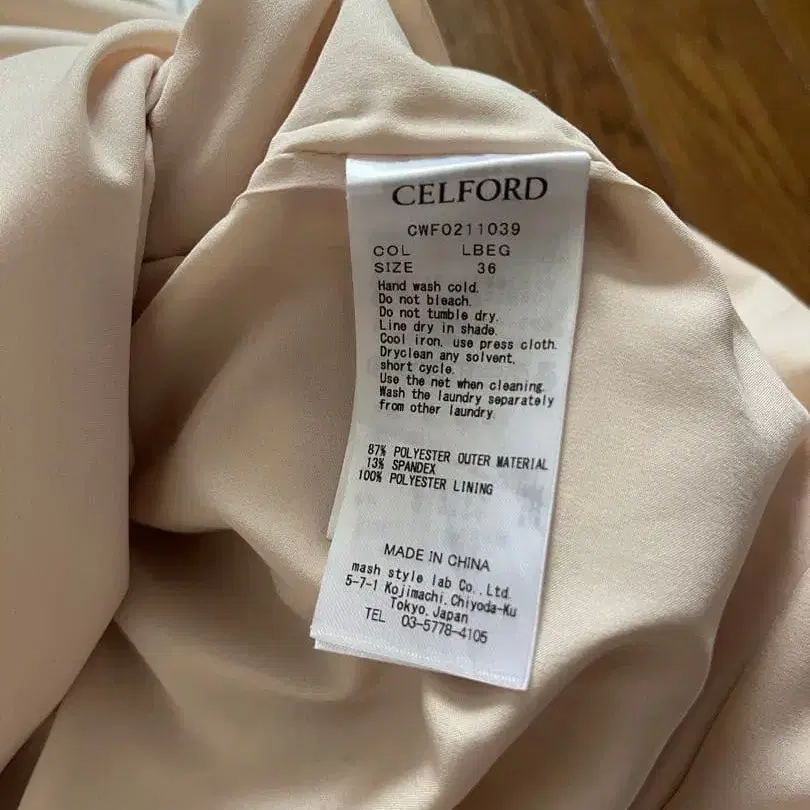 CELFORD
CWF0211039
COL LBEG
SIZE 36
Hand wash cold.
Do not bleach.
Do not tumble dry.
Line dry in shade.
Cool iron, use press cloth.
Dryclean any solvent,
short cycle.
Use the net when cleaning.
Wash the laundry separately
from other laundry.
87% POLYESTER OUTER MATERIAL
13% SPANDEX
100% POLYESTER LINING
MADE IN CHINA
mash style lab Co., Ltd.
5-7-1 Kojimachi, Chiyoda-Ku
Tokyo, Japan
TEL 03-5778-4105